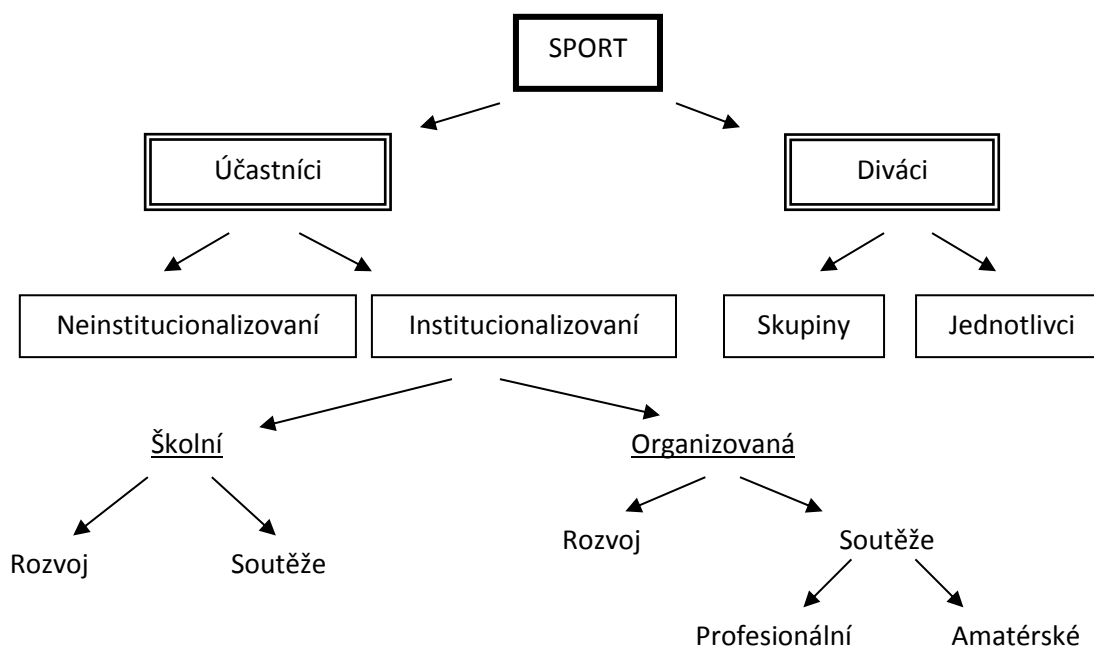 SPORT
Účastníci
Diváci
Neinstitucionalizovaní
Institucionalizovaní
Skupiny
Jednotlivci
Školní
Organizovaná
Rozvoj
Soutěže
Rozvoj
Soutěže
Profesionální
Amatérské